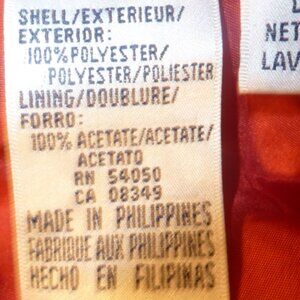 SHELL/EXTERIEUR/
EXTERIOR:
100% POLYESTER/
POLYESTER/POLIESTER
LINING/DOUBLURE/
FORRO:
100% ACETATE/ACETATE/
ACETATO
RN 54050
CA 08349
MADE IN PHILIPPINES
FABRIQUE AUX PHILIPPINES
HECHO EN FILIPINAS
NET
LAV